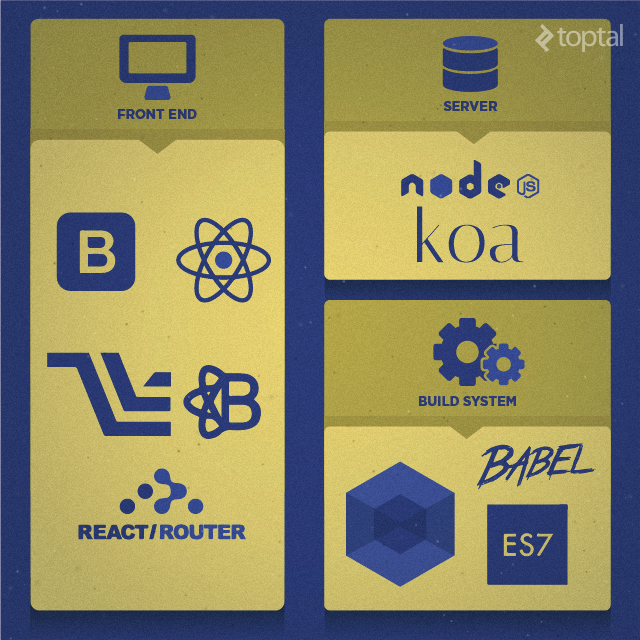 toptal
FRONT END
B
B
REACT/ROUTER
SERVER
node JS
koa
BUILD SYSTEM
BABEL
ES7